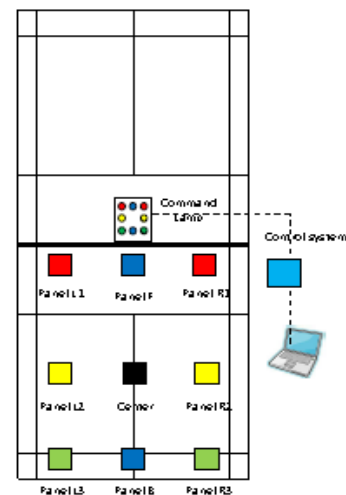 Command
Lamp
Control system
Panel L1
Panel F
Panel R1
Panel L2
Center
Panel R2
Panel L3
Panel B
Panel R3